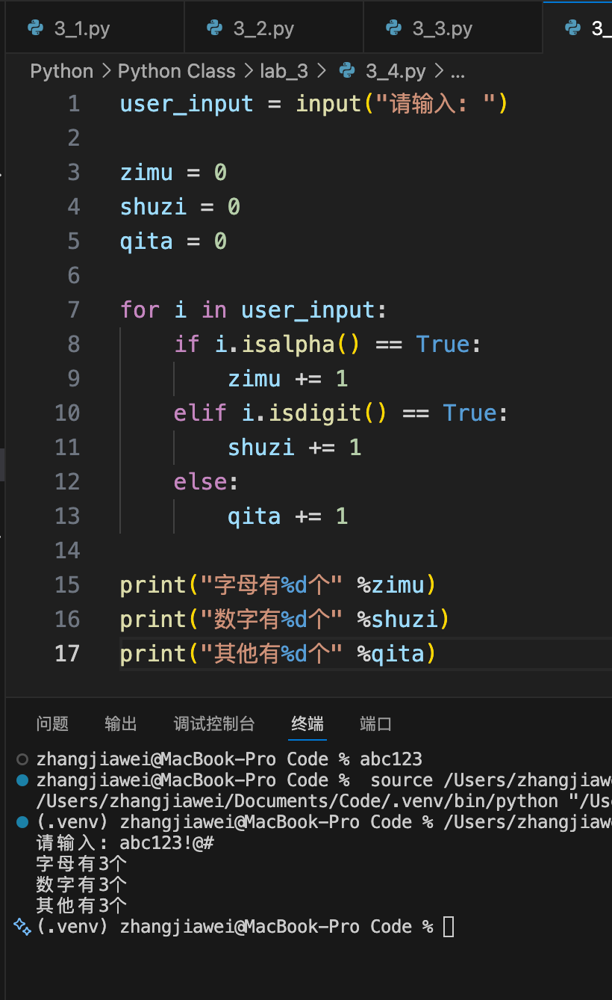 3_1.py 3_2.py 3_3.py 3_
Python > Python Class > lab_3 > 3_4.py > ...
1 user_input = input("请输入: ")
2
3 zimu = 0
4 shuzi = 0
5 qita = 0
6
7 for i in user_input:
8 if i.isalpha() == True:
9 zimu += 1
10 elif i.isdigit() == True:
11 shuzi += 1
12 else:
13 qita += 1
14
15 print("字母有%d个" %zimu)
16 print("数字有%d个" %shuzi)
17 print("其他有%d个" %qita)
问题 输出 调试控制台 终端 端口
zhangjiawei@MacBook-Pro Code % abc123
zhangjiawei@MacBook-Pro Code %  source /Users/zhangjiaw
/Users/zhangjiawei/Documents/Code/.venv/bin/python "/Us
(.venv) zhangjiawei@MacBook-Pro Code % /Users/zhangjiaw
请输入: abc123!@#
字母有3个
数字有3个
其他有3个
(.venv) zhangjiawei@MacBook-Pro Code %